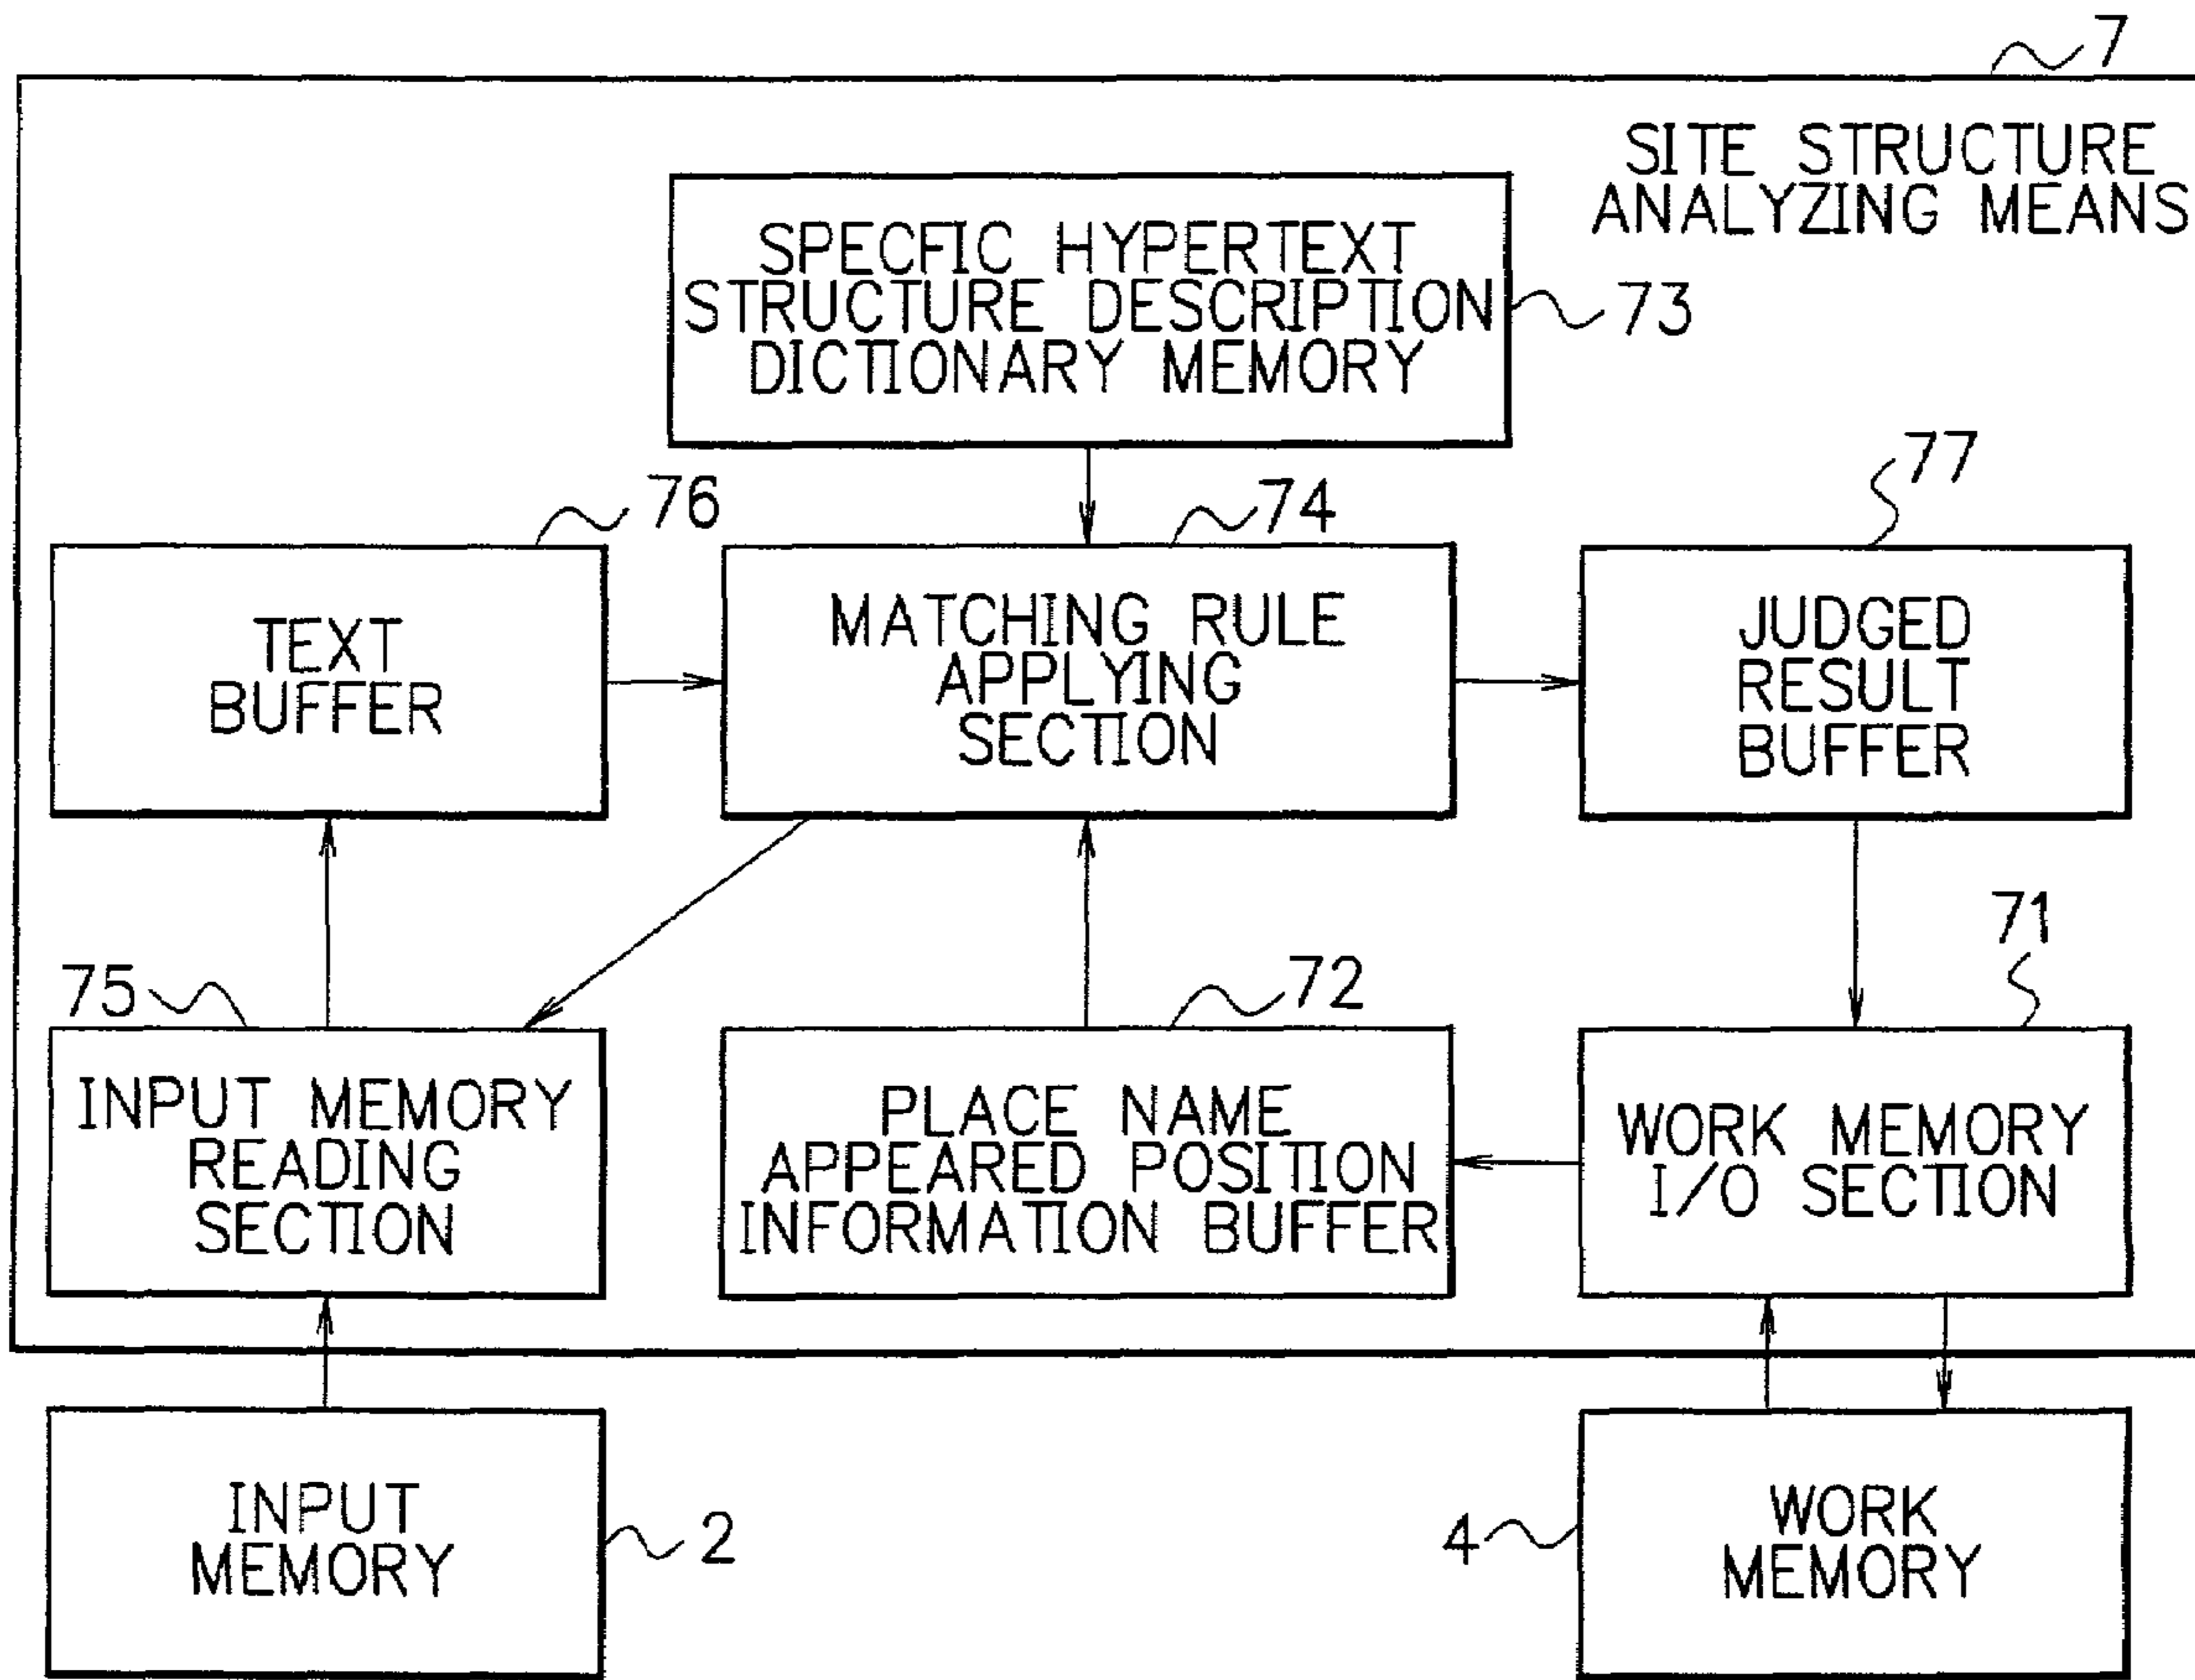 7
SITE STRUCTURE
ANALYZING MEANS
SPECFIC HYPERTEXT
STRUCTURE DESCRIPTION
DICTIONARY MEMORY
73
76
74
77
TEXT
BUFFER
MATCHING RULE
APPLYING
SECTION
JUDGED
RESULT
BUFFER
75
72
71
INPUT MEMORY
READING
SECTION
PLACE NAME
APPEARED POSITION
INFORMATION BUFFER
WORK MEMORY
I/O SECTION
INPUT
MEMORY
2
4
WORK
MEMORY